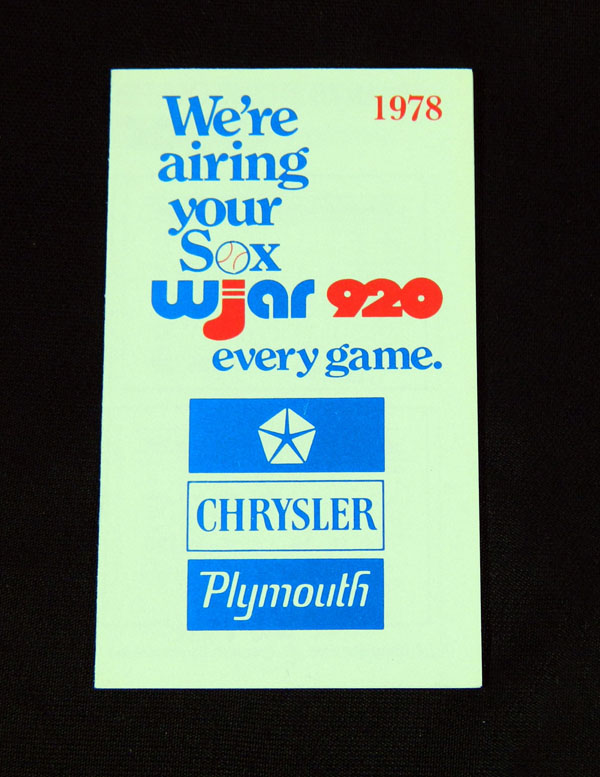 We're
1978
airing
your
Sox
wjar 920
every game.
CHRYSLER
Plymouth